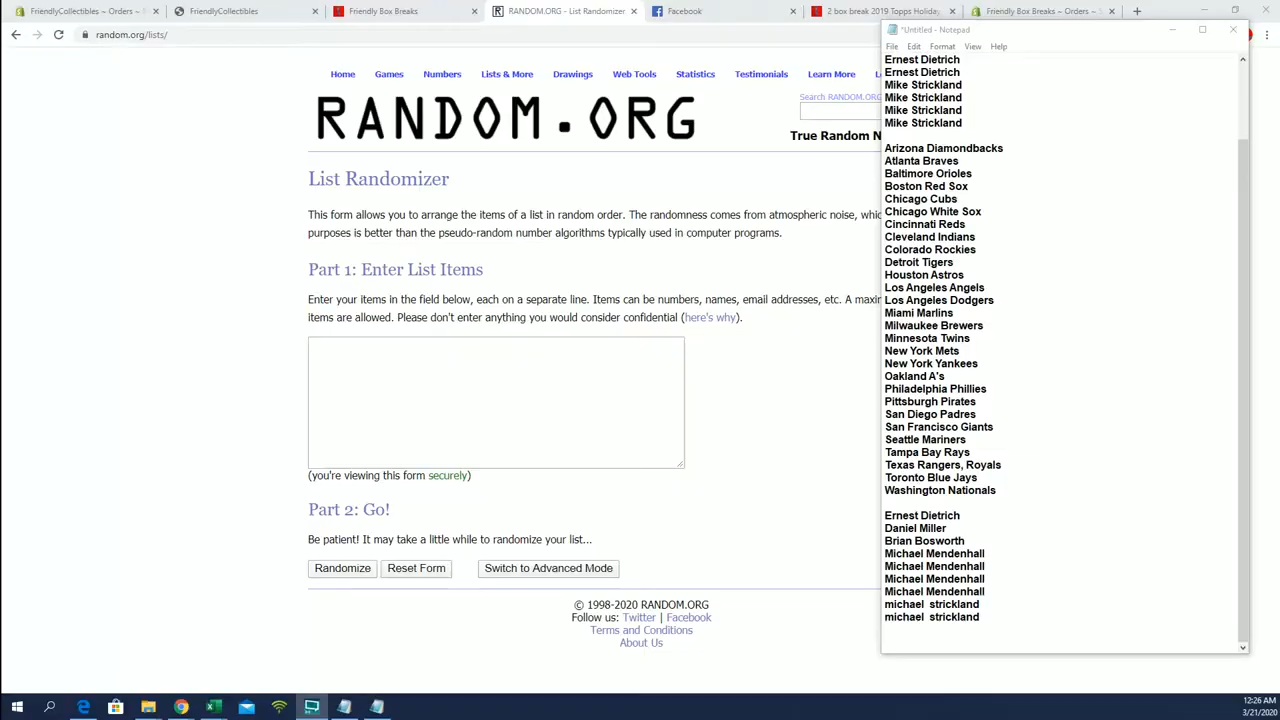 FriendlyCollectibles ~ Orders ~
FriendlyCollectibles
Friendly Box Breaks
RANDOM.ORG - List Randomizer
Facebook
2 box break 2019 Topps Holiday
Friendly Box Breaks ~ Orders ~
random.org/lists/
Home Games Numbers Lists & More Drawings Web Tools Statistics Testimonials Learn More
RANDOM.ORG
Search RANDOM.ORG
True Random N
List Randomizer
This form allows you to arrange the items of a list in random order. The randomness comes from atmospheric noise, whic
purposes is better than the pseudo-random number algorithms typically used in computer programs.
Part 1: Enter List Items
Enter your items in the field below, each on a separate line. Items can be numbers, names, email addresses, etc. A maxi
items are allowed. Please don't enter anything you would consider confidential (here's why).
(you're viewing this form securely)
Part 2: Go!
Be patient! It may take a little while to randomize your list...
Randomize Reset Form Switch to Advanced Mode
© 1998-2020 RANDOM.ORG
Follow us: Twitter | Facebook
Terms and Conditions
About Us
*Untitled - Notepad
File Edit Format View Help
Ernest Dietrich
Ernest Dietrich
Mike Strickland
Mike Strickland
Mike Strickland
Mike Strickland
Arizona Diamondbacks
Atlanta Braves
Baltimore Orioles
Boston Red Sox
Chicago Cubs
Chicago White Sox
Cincinnati Reds
Cleveland Indians
Colorado Rockies
Detroit Tigers
Houston Astros
Los Angeles Angels
Los Angeles Dodgers
Miami Marlins
Milwaukee Brewers
Minnesota Twins
New York Mets
New York Yankees
Oakland A's
Philadelphia Phillies
Pittsburgh Pirates
San Diego Padres
San Francisco Giants
Seattle Mariners
Tampa Bay Rays
Texas Rangers, Royals
Toronto Blue Jays
Washington Nationals
Ernest Dietrich
Daniel Miller
Brian Bosworth
Michael Mendenhall
Michael Mendenhall
Michael Mendenhall
Michael Mendenhall
michael strickland
michael strickland
12:26 AM
3/21/2020